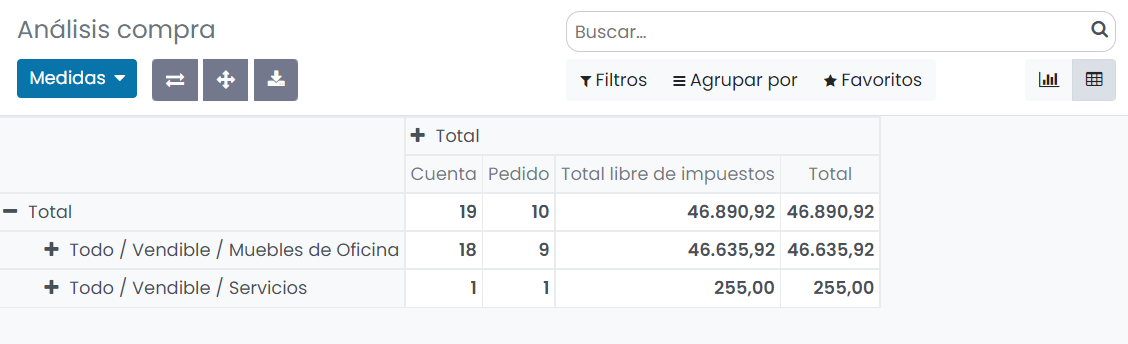 Análisis compra
Buscar...
Medidas
Filtros Agrupar por Favoritos
Total
Cuenta Pedido Total libre de impuestos Total
Total 19 10 46.890,92 46.890,92
Todo / Vendible / Muebles de Oficina 18 9 46.635,92 46.635,92
Todo / Vendible / Servicios 1 1 255,00 255,00